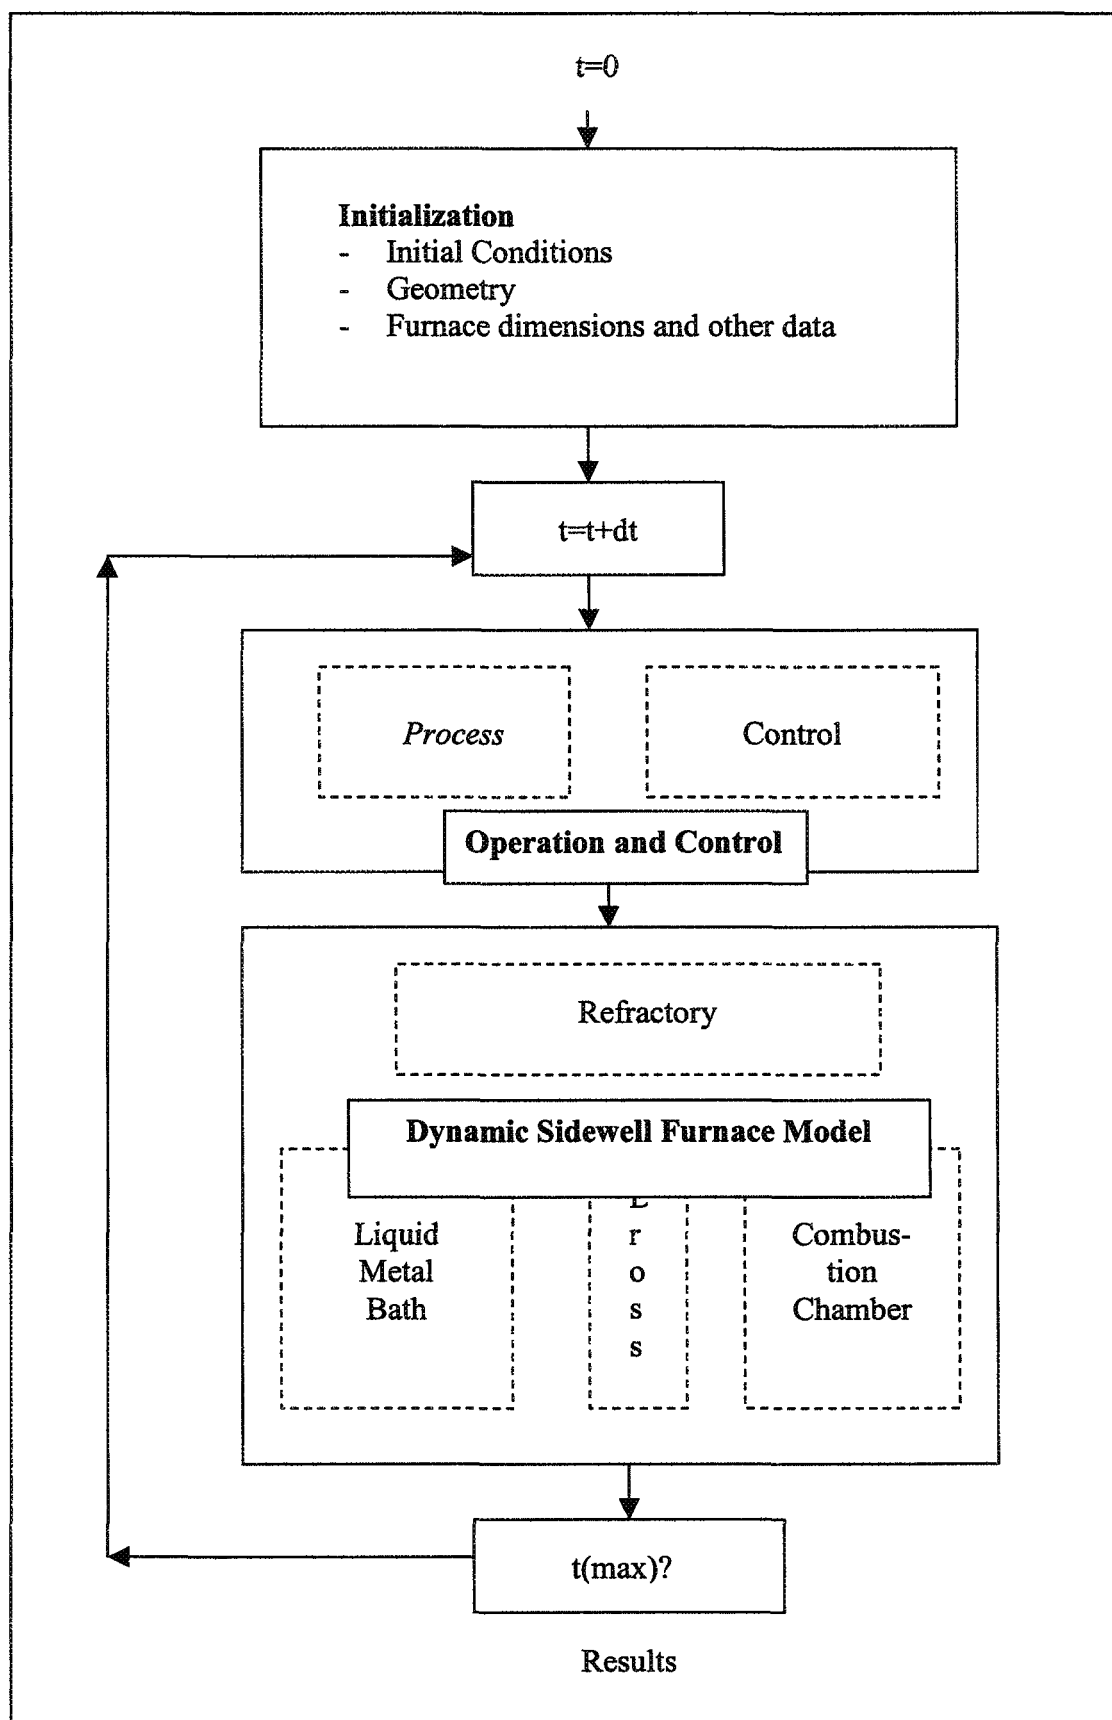 t=0
Initialization
- Initial Conditions
- Geometry
- Furnace dimensions and other data
t=t+dt
Process
Control
Operation and Control
Refractory
Dynamic Sidewell Furnace Model
Liquid
Metal
Bath
r
o
s
s
Combus-
tion
Chamber
t(max)?
Results